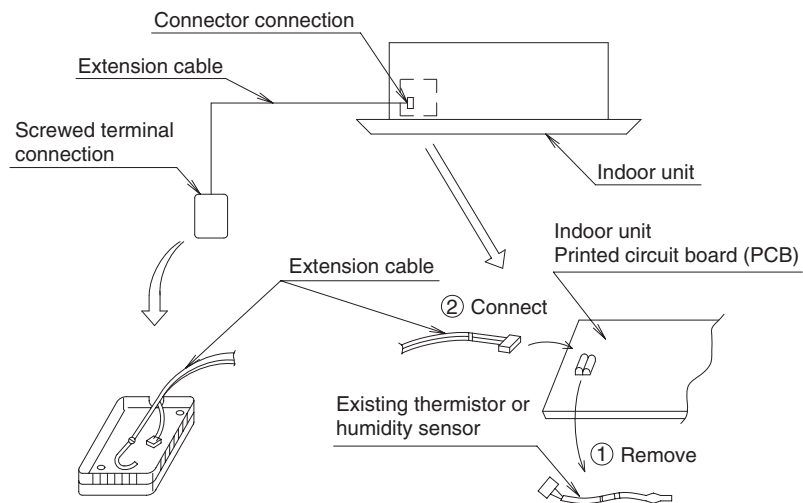 Connector connection
Extension cable
Screwed terminal
connection
Indoor unit
Indoor unit
Printed circuit board (PCB)
Extension cable
② Connect
Existing thermistor or
humidity sensor
① Remove